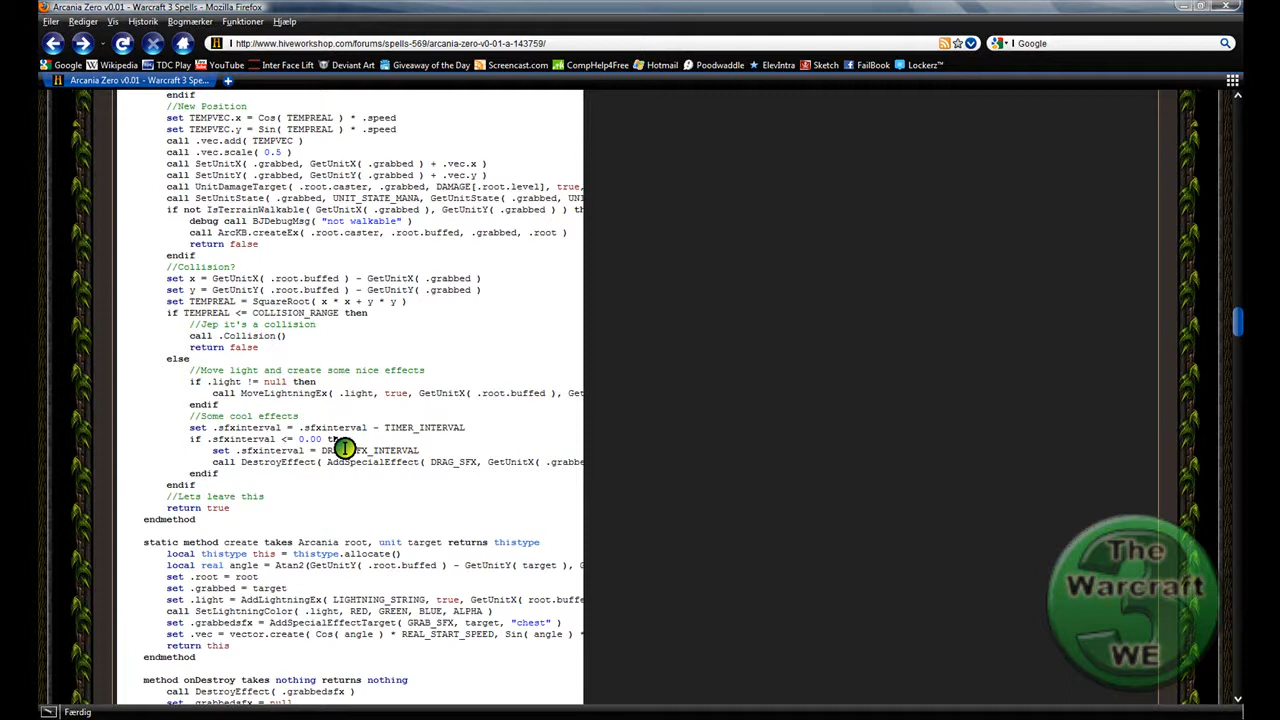 Arcania Zero v0.01 - Warcraft 3 Spells - Mozilla Firefox
Filer Rediger Vis Historik Bogmærker Funktioner Hjælp
http://www.hiveworkshop.com/forums/spells-569/arcania-zero-v0-01-a-143759/
Google
Google Wikipedia TDC Play YouTube Inter Face Lift Deviant Art Giveaway of the Day Screencast.com CompHelp4Free Hotmail Poodwaddle ElevIntra Sketch FailBook Lockerz™
Arcania Zero v0.01 - Warcraft 3 Spe...
endif
//New Position
set TEMPVEC.x = Cos( TEMPREAL ) * .speed
set TEMPVEC.y = Sin( TEMPREAL ) * .speed
call .vec.add( TEMPVEC )
call .vec.scale( 0.5 )
call SetUnitX( .grabbed, GetUnitX( .grabbed ) + .vec.x )
call SetUnitY( .grabbed, GetUnitY( .grabbed ) + .vec.y )
call UnitDamageTarget( .root.caster, .grabbed, DAMAGE[.root.level], true,
call SetUnitState( .grabbed, UNIT_STATE_MANA, GetUnitState( .grabbed, UN
if not IsTerrainWalkable( GetUnitX( .grabbed ), GetUnitY( .grabbed ) ) th
debug call BJDebugMsg( "not walkable" )
call ArcKB.createEx( .root.caster, .root.buffed, .grabbed, .root )
return false
endif
//Collision?
set x = GetUnitX( .root.buffed ) - GetUnitX( .grabbed )
set y = GetUnitY( .root.buffed ) - GetUnitY( .grabbed )
set TEMPREAL = SquareRoot( x * x + y * y )
if TEMPREAL <= COLLISION_RANGE then
//Jep it's a collision
call .Collision()
return false
else
//Move light and create some nice effects
if .light != null then
call MoveLightningEx( .light, true, GetUnitX( .root.buffed ), Ge
endif
//Some cool effects
set .sfxinterval = .sfxinterval - TIMER_INTERVAL
if .sfxinterval <= 0.00
set .sfxinterval = FX_INTERVAL
call DestroyEffect( AddSpecialEffect( DRAG_SFX, GetUnitX( .grabbe
endif
endif
//Lets leave this
return true
endmethod
static method create takes Arcania root, unit target returns thistype
local thistype this = thistype.allocate()
local real angle = Atan2(GetUnitY( .root.buffed ) - GetUnitY( target ), G
set .root = root
set .grabbed = target
set .light = AddLightningEx( LIGHTNING_STRING, true, GetUnitX( root.buffe
call SetLightningColor( .light, RED, GREEN, BLUE, ALPHA )
set .grabbedsfx = AddSpecialEffectTarget( GRAB_SFX, target, "chest" )
set .vec = vector.create( Cos( angle ) * REAL_START_SPEED, Sin( angle ) *
return this
endmethod
method onDestroy takes nothing returns nothing
call DestroyEffect( .grabbedsfx )
set .grabbedsfx = null
The
Warcraft
3
WE
Færdig